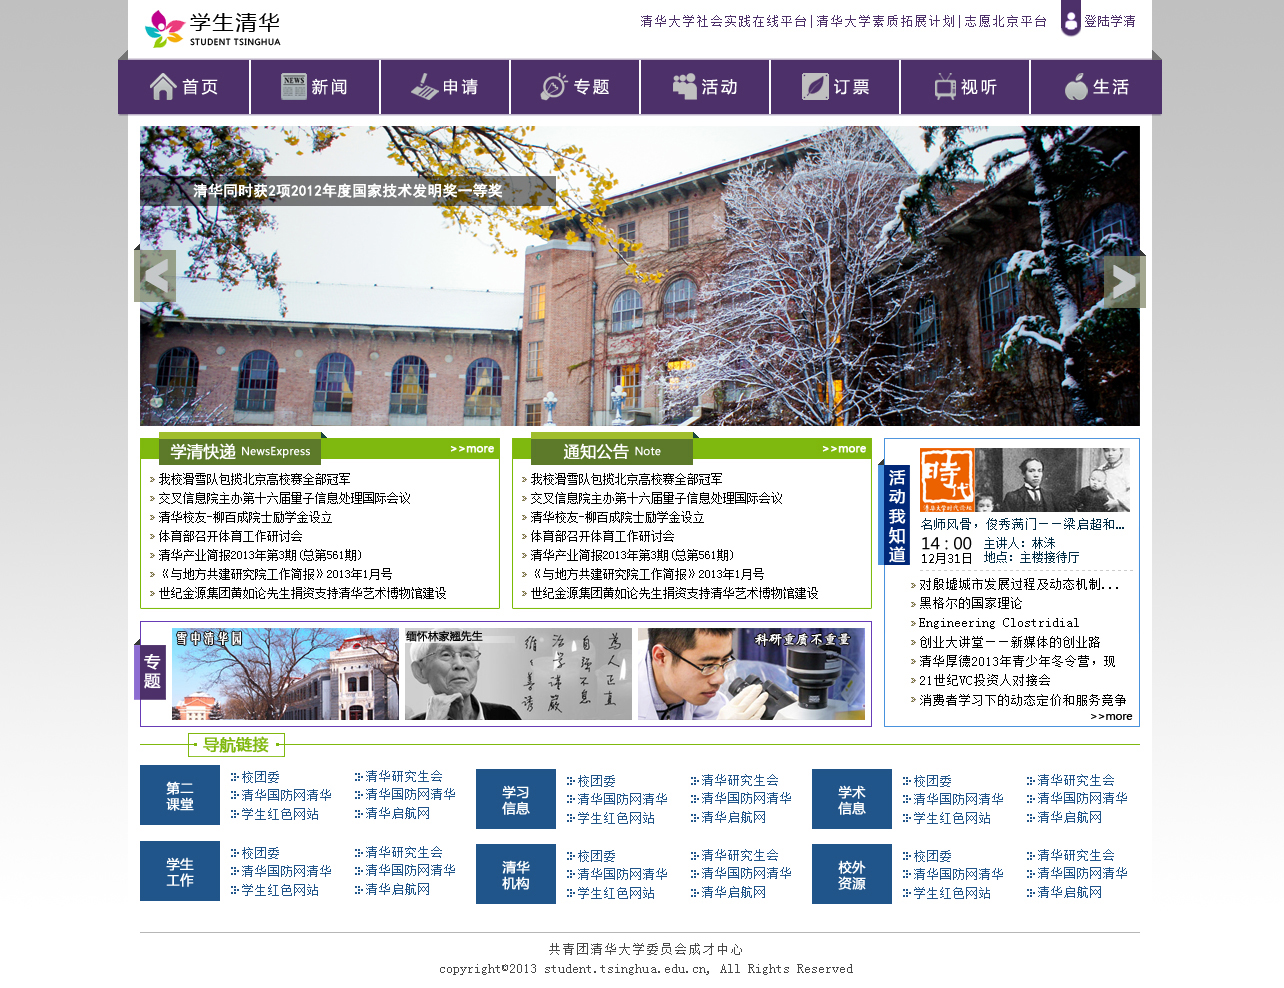 学生清华
STUDENT TSINGHUA
清华大学社会实践在线平台|清华大学素质拓展计划|志愿北京平台
登陆学清
首页
NEWS
新闻
申请
专题
活动
订票
视听
生活
清华同时获2项2012年度国家技术发明奖一等奖
学清快递 NewsExpress
>>more
我校滑雪队包揽北京高校赛全部冠军
交叉信息院主办第十六届量子信息处理国际会议
清华校友-柳百成院士励学金设立
体育部召开体育工作研讨会
清华产业简报2013年第3期(总第561期)
《与地方共建研究院工作简报》2013年1月号
世纪金源集团黄如论先生捐资支持清华艺术博物馆建设
通知公告 Note
>>more
我校滑雪队包揽北京高校赛全部冠军
交叉信息院主办第十六届量子信息处理国际会议
清华校友-柳百成院士励学金设立
体育部召开体育工作研讨会
清华产业简报2013年第3期(总第561期)
《与地方共建研究院工作简报》2013年1月号
世纪金源集团黄如论先生捐资支持清华艺术博物馆建设
活动我知道
时代
清华大学时代论坛
名师风骨，俊秀满门－－梁启超和...
14 : 00
12月31日
主讲人：林洙
地点：主楼接待厅
对殷墟城市发展过程及动态机制...
黑格尔的国家理论
Engineering Clostridial
创业大讲堂－－新媒体的创业路
清华厚德2013年青少年冬令营，现
21世纪VC投资人对接会
消费者学习下的动态定价和服务竞争
>>more
专题
雪中清华园
缅怀林家翘先生
为人正直
自强不息
治学谨严
科研重质不重量
导航链接
第二
课堂
校团委
清华国防网清华
学生红色网站
清华研究生会
清华国防网清华
清华启航网
学习
信息
校团委
清华国防网清华
学生红色网站
清华研究生会
清华国防网清华
清华启航网
学术
信息
校团委
清华国防网清华
学生红色网站
清华研究生会
清华国防网清华
清华启航网
学生
工作
校团委
清华国防网清华
学生红色网站
清华研究生会
清华国防网清华
清华启航网
清华
机构
校团委
清华国防网清华
学生红色网站
清华研究生会
清华国防网清华
清华启航网
校外
资源
校团委
清华国防网清华
学生红色网站
清华研究生会
清华国防网清华
清华启航网
共青团清华大学委员会成才中心
copyright©2013 student.tsinghua.edu.cn, All Rights Reserved